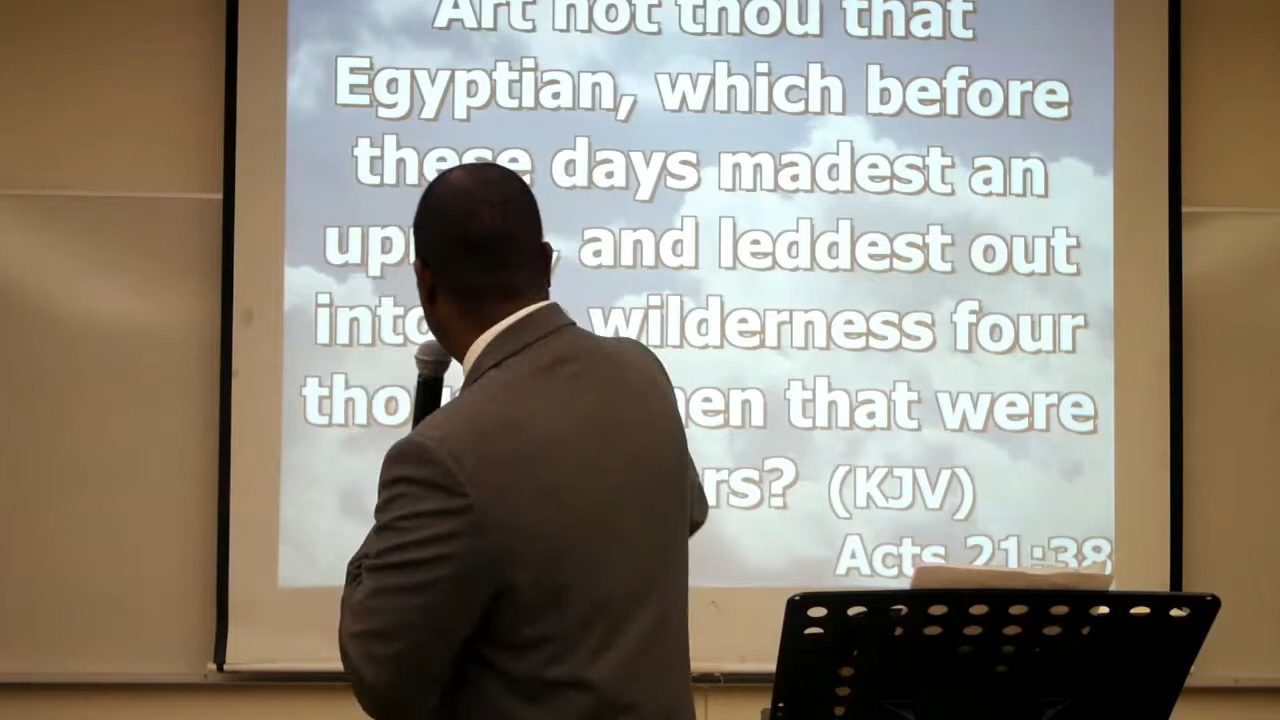 Art not thou that
Egyptian, which before
these days madest an
and leddest out
wilderness four
that were
(KJV)
Acts 21:38